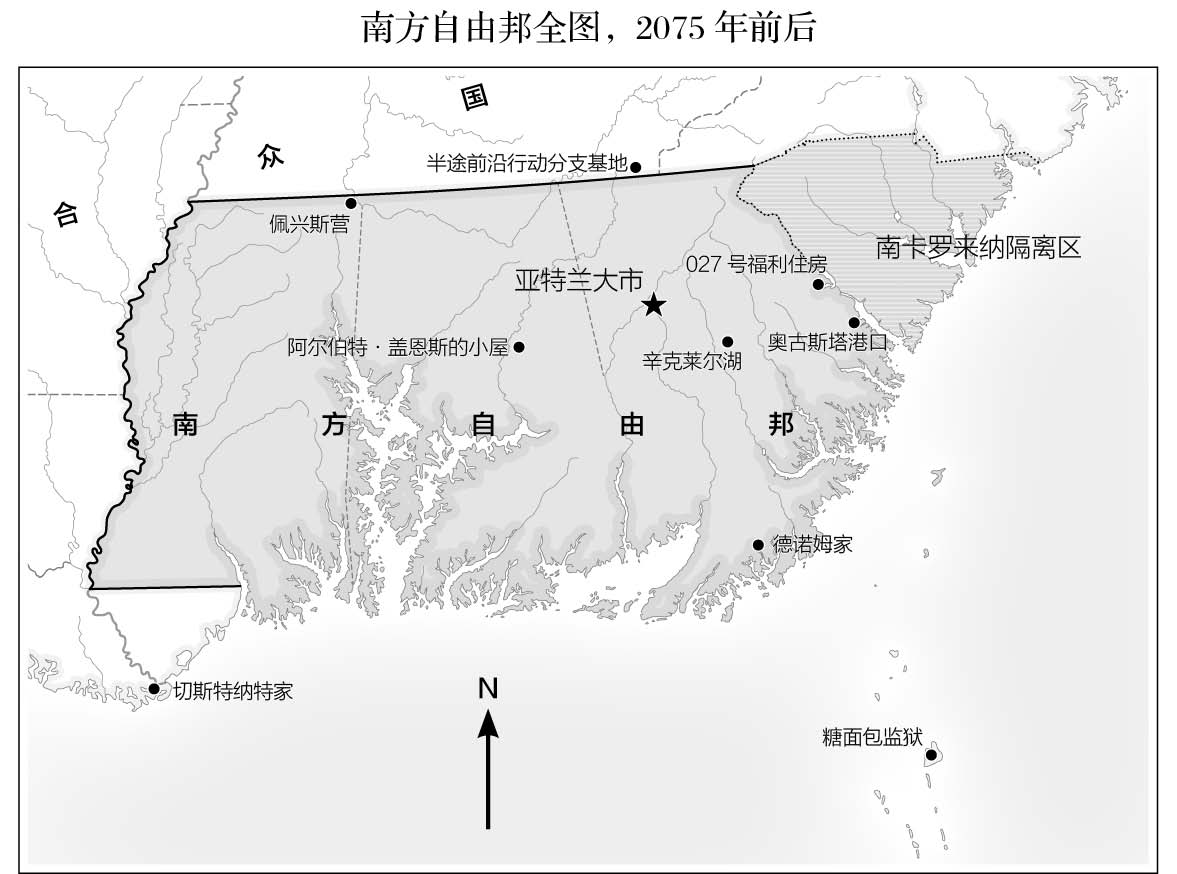 南方自由邦全图，2075 年前后
合 众 国
半途前沿行动分支基地
佩兴斯营
南卡罗来纳隔离区
027 号福利住房
亚特兰大市
奥古斯塔港口
阿尔伯特 · 盖恩斯的小屋
辛克莱尔湖
南 方 自 由 邦
德诺姆家
切斯特纳特家
N
糖面包监狱